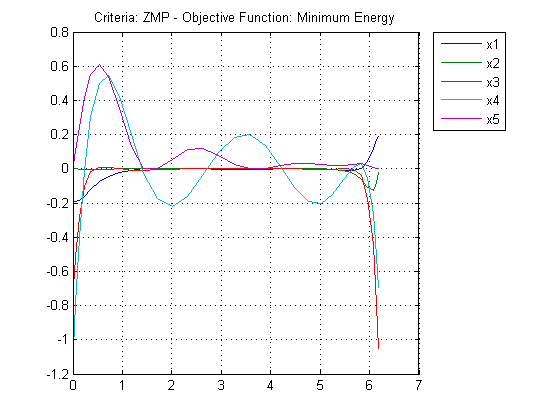 Criteria: ZMP - Objective Function: Minimum Energy
0.8
0.6
0.4
0.2
0
-0.2
-0.4
-0.6
-0.8
-1
-1.2
0 1 2 3 4 5 6 7
x1
x2
x3
x4
x5